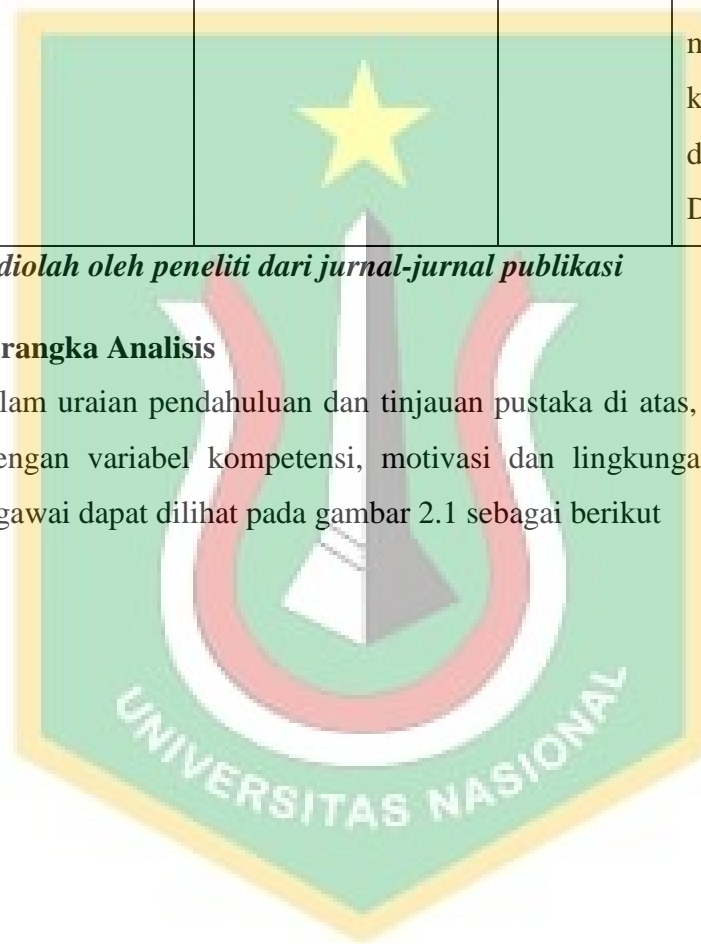 m
k
d
D
diolah oleh peneliti dari jurnal-jurnal publikasi
rangka Analisis
lam uraian pendahuluan dan tinjauan pustaka di atas,
engan variabel kompetensi, motivasi dan lingkunga
gawai dapat dilihat pada gambar 2.1 sebagai berikut
UNIVERSITAS NASIONAL